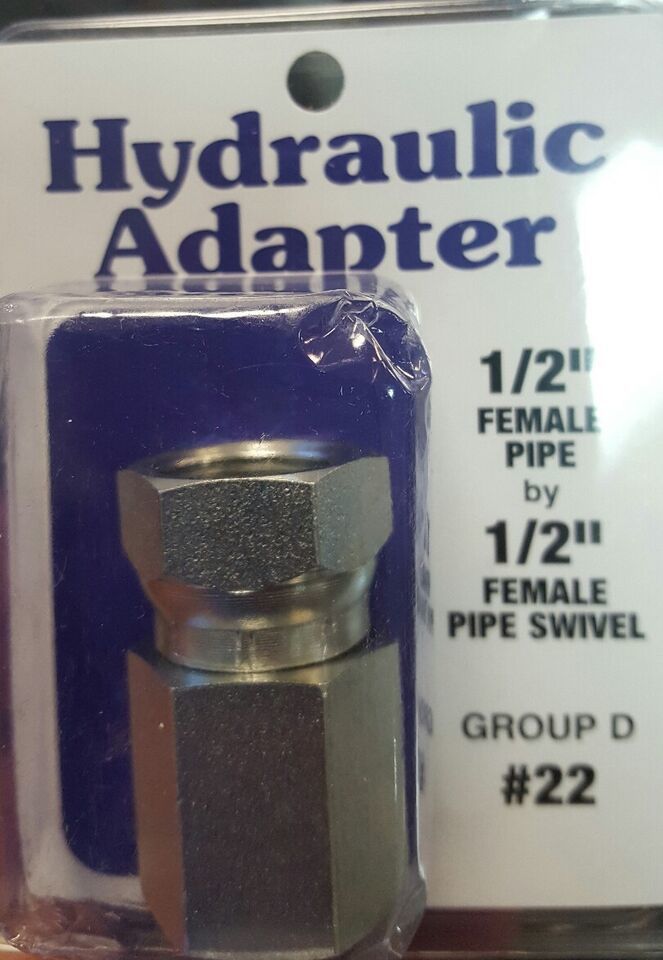 Hydraulic
Adapter
1/2"
FEMALE
PIPE
by
1/2"
FEMALE
PIPE SWIVEL
GROUP D
#22